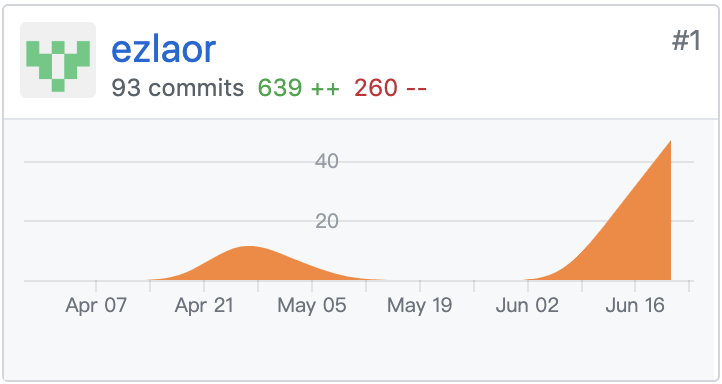 ezlaor
#1
93 commits 639 ++ 260 --
40
20
Apr 07 Apr 21 May 05 May 19 Jun 02 Jun 16